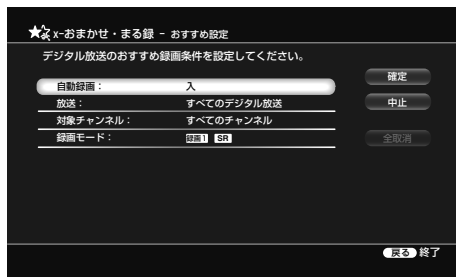 x-おまかせ・まる録 - おすすめ設定
デジタル放送のおすすめ録画条件を設定してください。
自動録画： 入
放送： すべてのデジタル放送
対象チャンネル： すべてのチャンネル
録画モード： 録画1 SR
確定
中止
全取消
戻る 終了